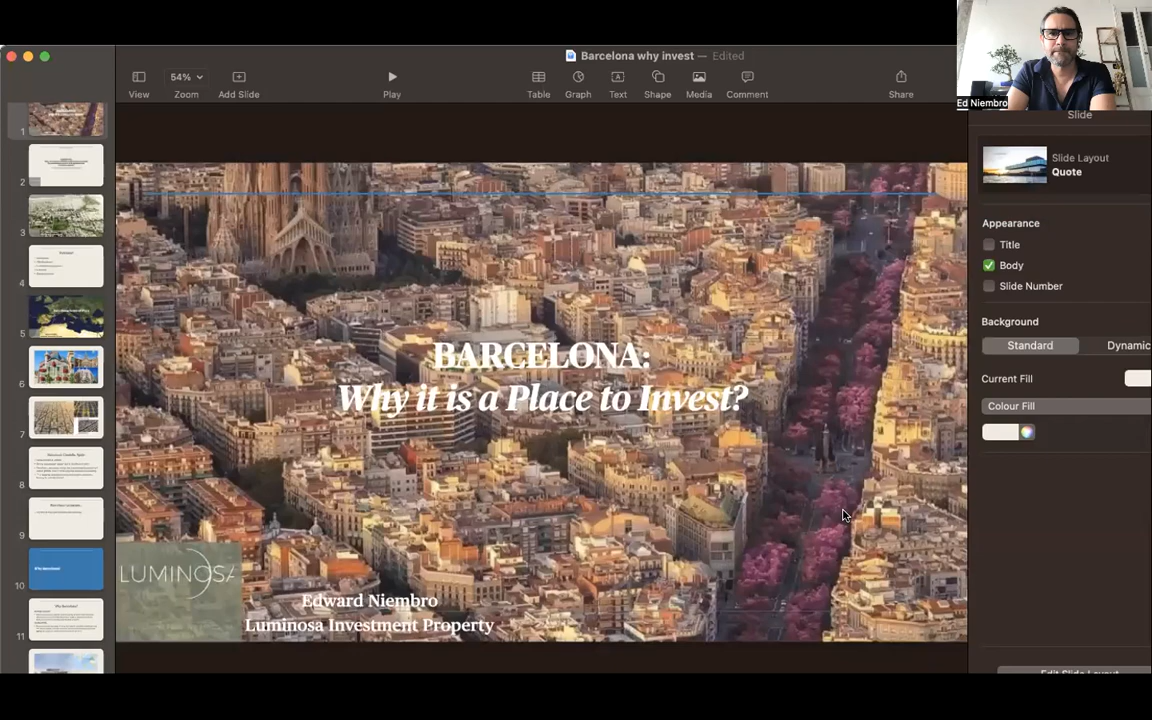 Barcelona why invest — Edited
View
54%
Zoom
Add Slide
Play
Table
Graph
Text
Shape
Media
Comment
Share
Ed Niembro
Slide
Slide Layout
Quote
Appearance
Title
Body
Slide Number
Background
Standard
Dynamic
Current Fill
Colour Fill
1
2
3
4
5
6
7
8
9
10
11
BARCELONA:
Why it is a Place to Invest?
LUMINOSA
Edward Niembro
Luminosa Investment Property
Edit Slide Layout